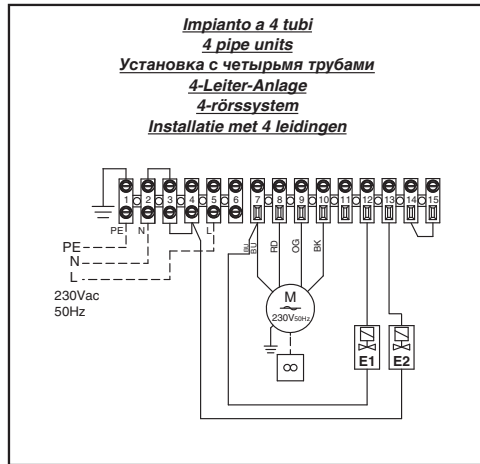 Impianto a 4 tubi
4 pipe units
Установка с четырьмя трубами
4-Leiter-Anlage
4-rörssystem
Installatie met 4 leidingen
1 2 3 4 5 6 7 8 9 10 11 12 13 14 15
PE N L BU BU RD OG BK
PE
N
L
230Vac
50Hz
M
230V50Hz
E1 E2